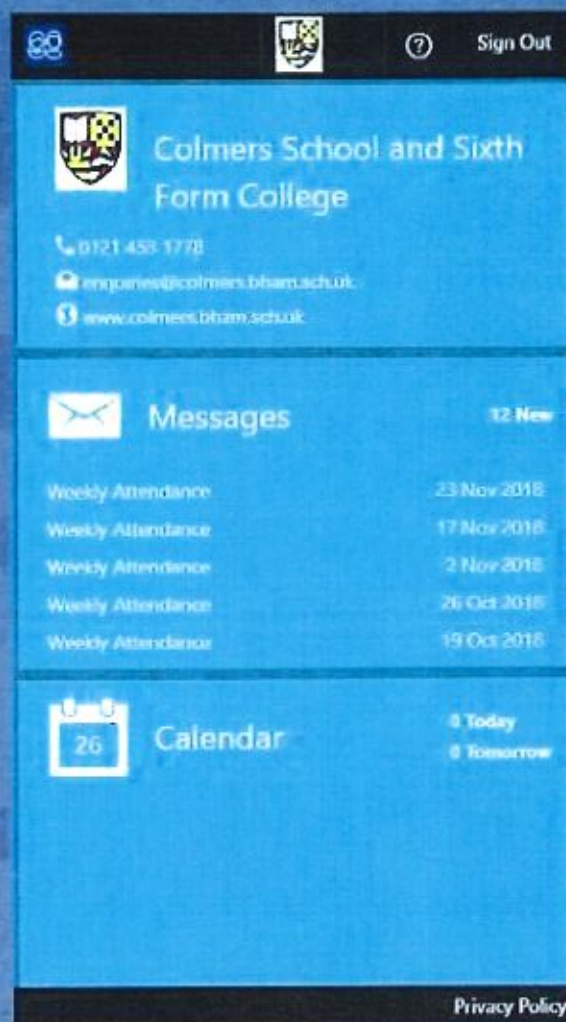 Sign Out
Colmers School and Sixth
Form College
0121 453 1778
enquiries@colmers.bham.sch.uk
www.colmers.bham.sch.uk
Messages
12 New
Weekly Attendance 23 Nov 2018
Weekly Attendance 17 Nov 2018
Weekly Attendance 2 Nov 2018
Weekly Attendance 26 Oct 2018
Weekly Attendance 19 Oct 2018
26
Calendar
0 Today
0 Tomorrow
Privacy Policy